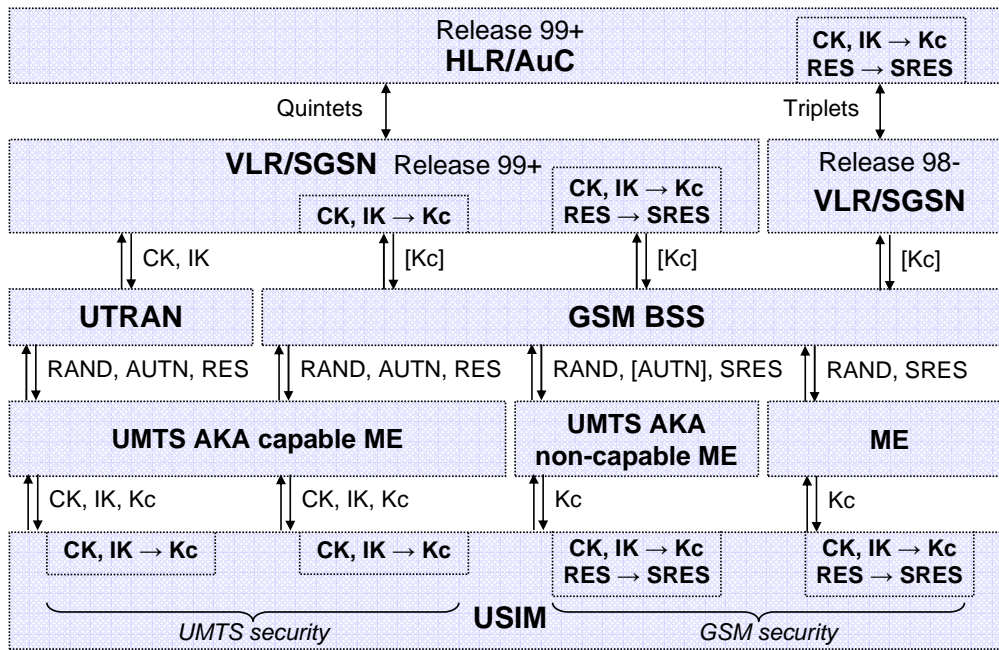 Release 99+
HLR/AuC
CK, IK → Kc
RES → SRES
Quintets
Triplets
VLR/SGSN Release 99+
CK, IK → Kc
CK, IK → Kc
RES → SRES
Release 98-
VLR/SGSN
CK, IK
[Kc]
[Kc]
[Kc]
UTRAN
GSM BSS
RAND, AUTN, RES
RAND, AUTN, RES
RAND, [AUTN], SRES
RAND, SRES
UMTS AKA capable ME
UMTS AKA
non-capable ME
ME
CK, IK, Kc
CK, IK, Kc
Kc
Kc
CK, IK → Kc
CK, IK → Kc
CK, IK → Kc
RES → SRES
CK, IK → Kc
RES → SRES
USIM
UMTS security
GSM security